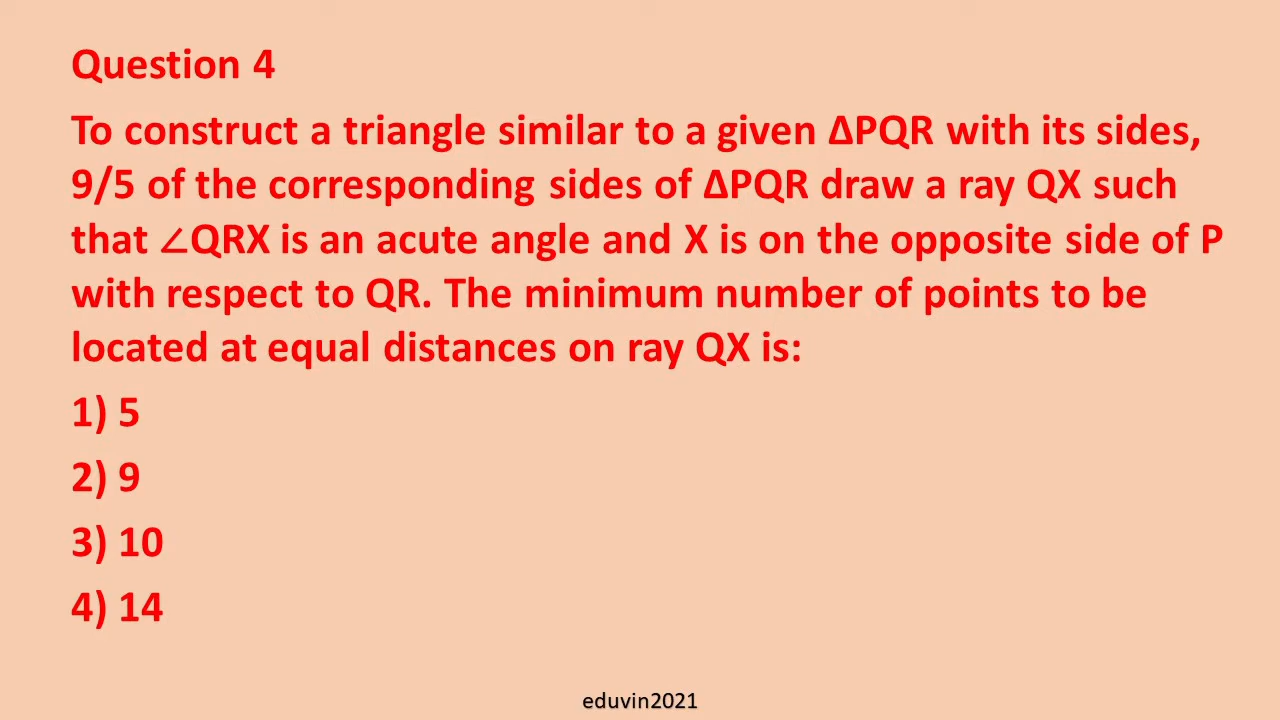 Question 4
To construct a triangle similar to a given ΔPQR with its sides,
9/5 of the corresponding sides of ΔPQR draw a ray QX such
that ∠QRX is an acute angle and X is on the opposite side of P
with respect to QR. The minimum number of points to be
located at equal distances on ray QX is:
1) 5
2) 9
3) 10
4) 14
eduvin2021